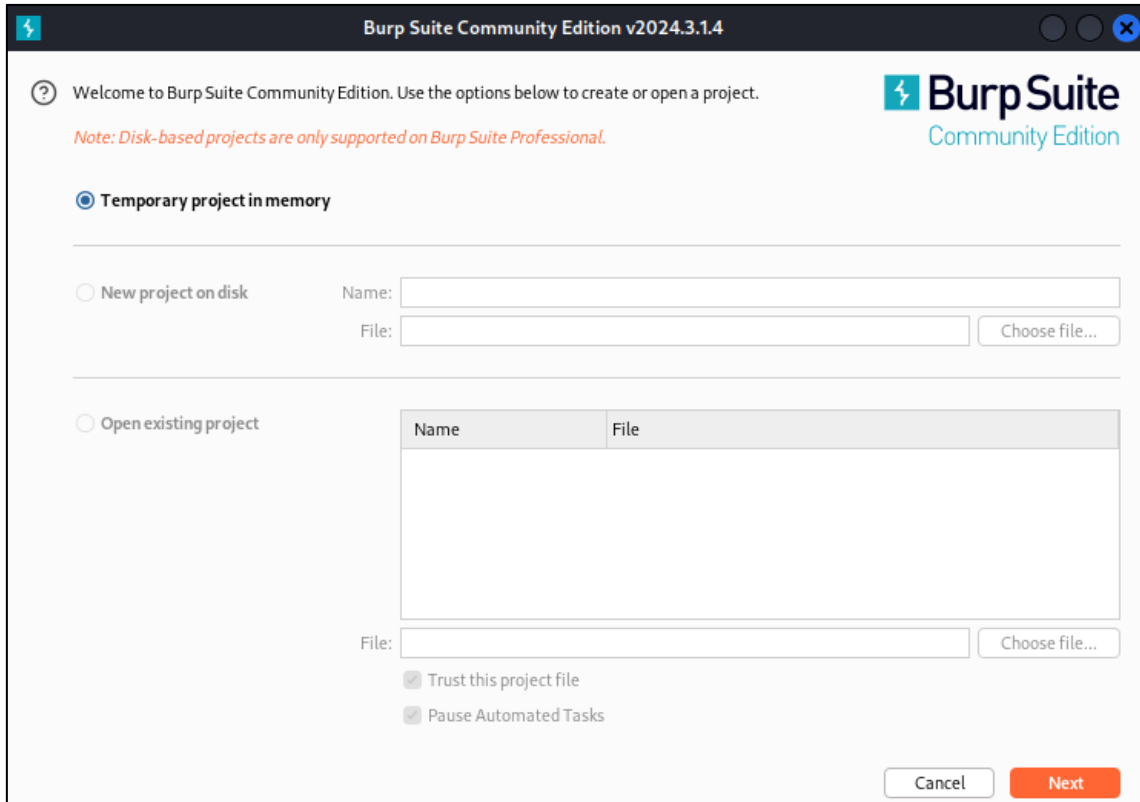 Burp Suite Community Edition v2024.3.1.4
Welcome to Burp Suite Community Edition. Use the options below to create or open a project.
Burp Suite
Note: Disk-based projects are only supported on Burp Suite Professional.
Community Edition
Temporary project in memory
New project on disk
Name:
File:
Choose file...
Open existing project
Name
File
File:
Choose file...
Trust this project file
Pause Automated Tasks
Cancel
Next